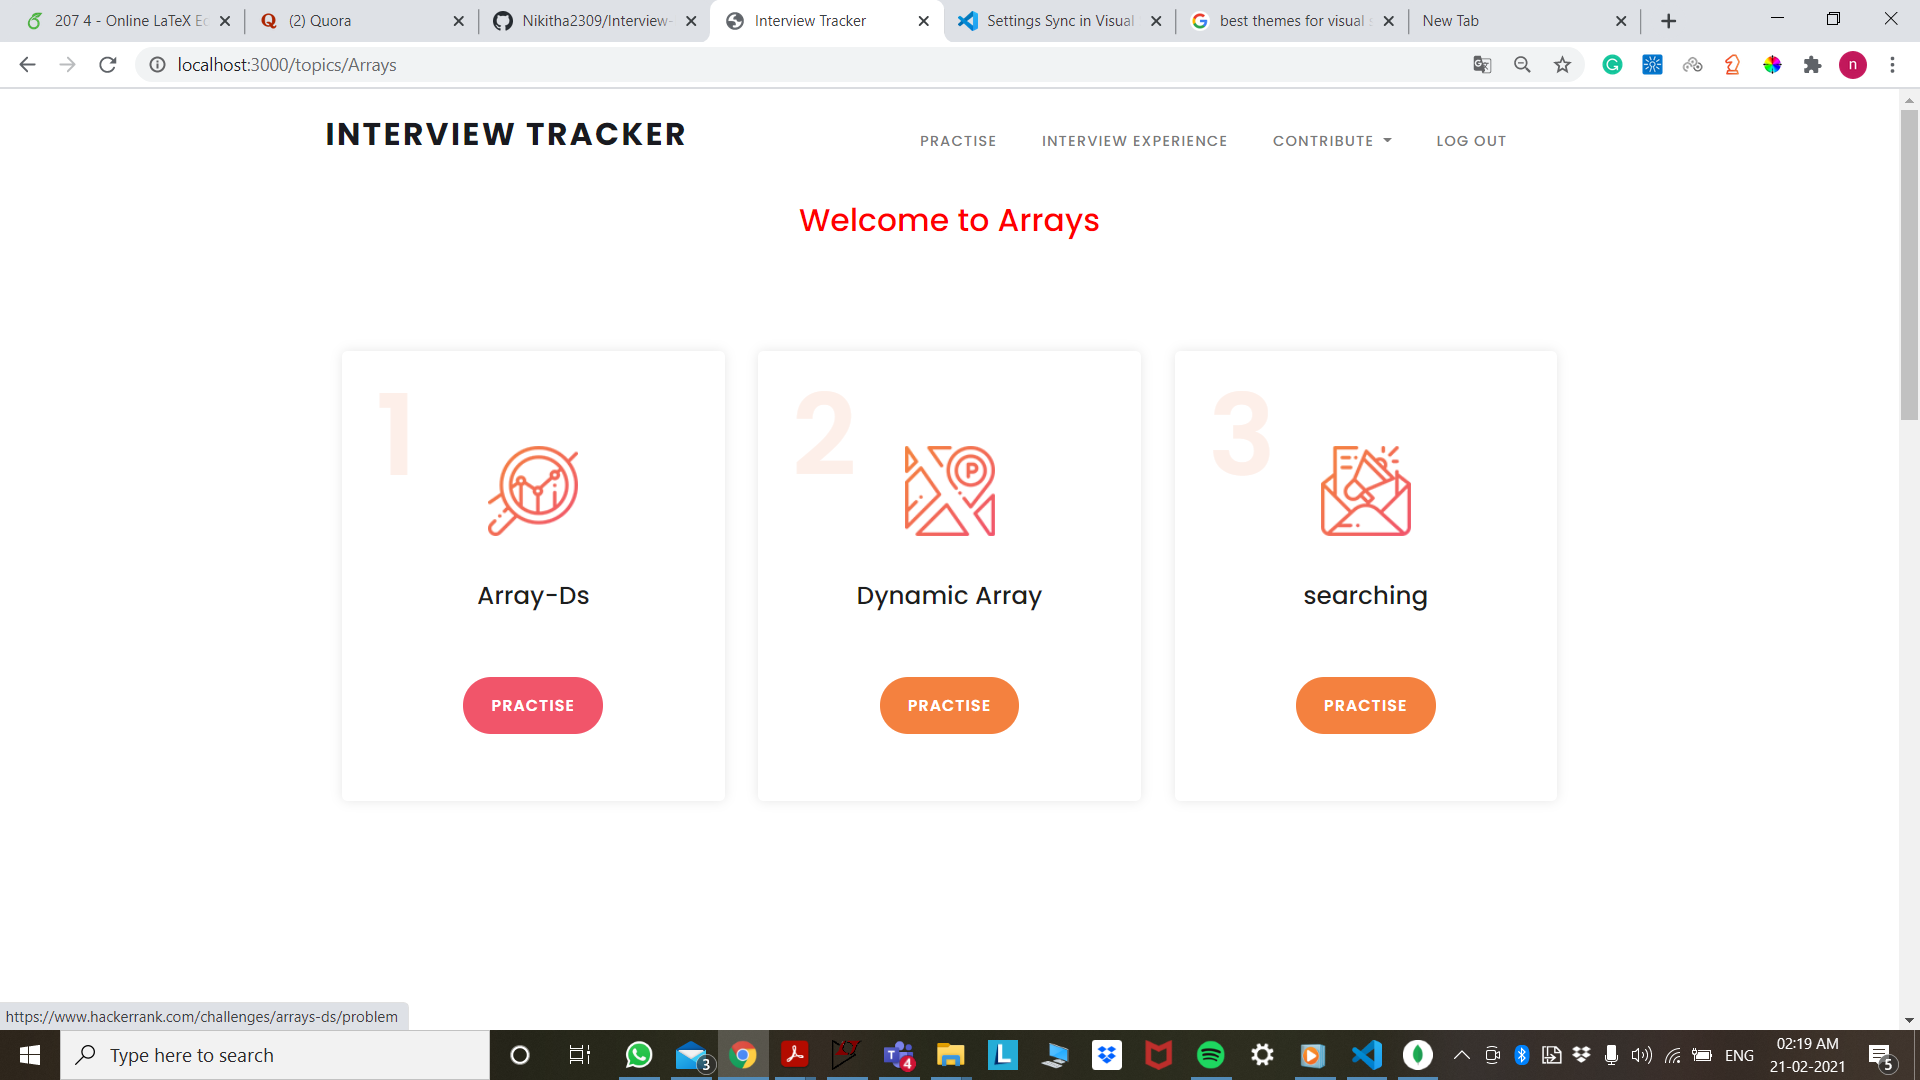 207 4 - Online LaTeX Ec
(2) Quora
Nikitha2309/Interview-
Interview Tracker
Settings Sync in Visual
best themes for visual s
New Tab
localhost:3000/topics/Arrays
n
INTERVIEW TRACKER
PRACTISE
INTERVIEW EXPERIENCE
CONTRIBUTE
LOG OUT
Welcome to Arrays
1
2
3
P
Array-Ds
Dynamic Array
searching
PRACTISE
PRACTISE
PRACTISE
https://www.hackerrank.com/challenges/arrays-ds/problem
Type here to search
3
4
L
ENG
02:19 AM
21-02-2021
5